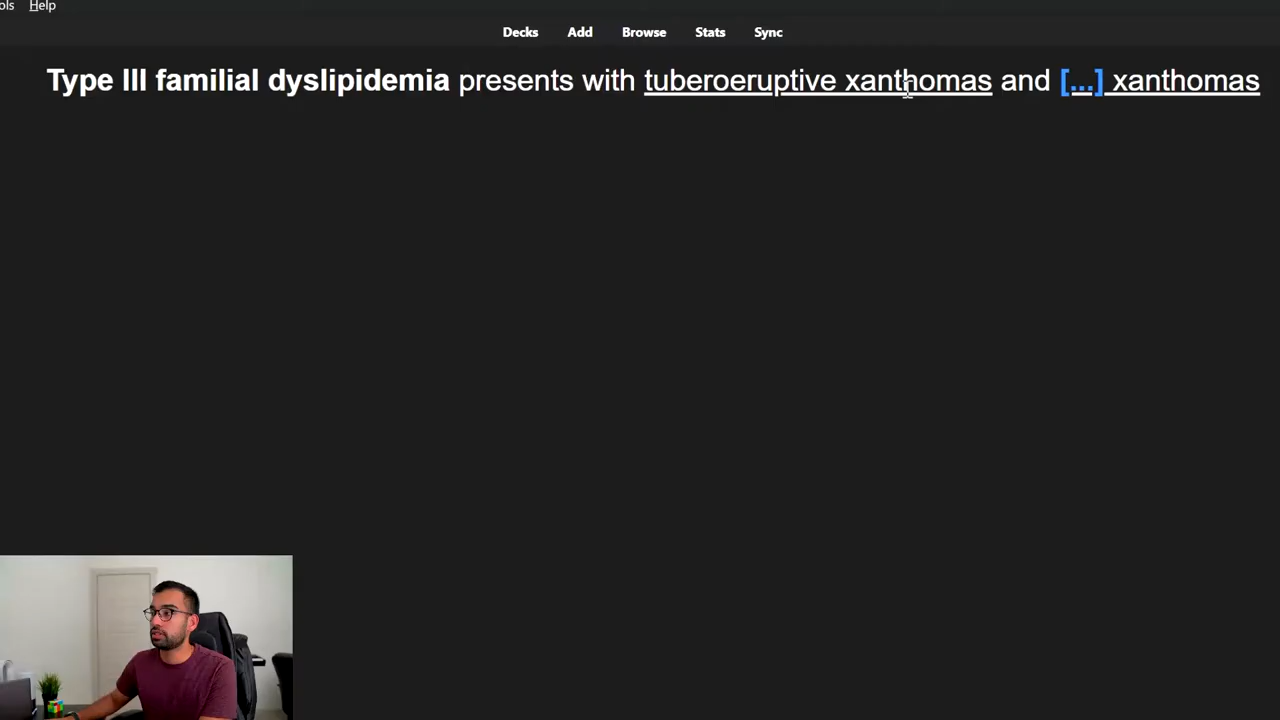 ols Help
Decks Add Browse Stats Sync
Type III familial dyslipidemia presents with tuberoeruptive xanthomas and [...] xanthomas